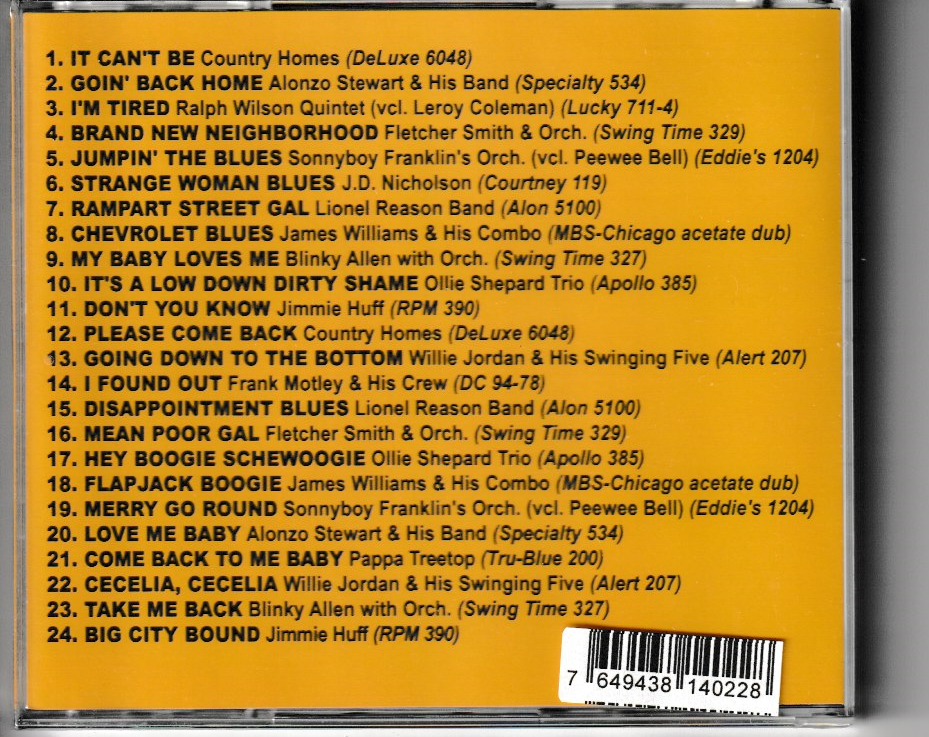 1. IT CAN'T BE Country Homes (DeLuxe 6048)
2. GOIN' BACK HOME Alonzo Stewart & His Band (Specialty 534)
3. I'M TIRED Ralph Wilson Quintet (vcl. Leroy Coleman) (Lucky 711-4)
4. BRAND NEW NEIGHBORHOOD Fletcher Smith & Orch. (Swing Time 329)
5. JUMPIN' THE BLUES Sonnyboy Franklin's Orch. (vcl. Peewee Bell) (Eddie's 1204)
6. STRANGE WOMAN BLUES J.D. Nicholson (Courtney 119)
7. RAMPART STREET GAL Lionel Reason Band (Alon 5100)
8. CHEVROLET BLUES James Williams & His Combo (MBS-Chicago acetate dub)
9. MY BABY LOVES ME Blinky Allen with Orch. (Swing Time 327)
10. IT'S A LOW DOWN DIRTY SHAME Ollie Shepard Trio (Apollo 385)
11. DON'T YOU KNOW Jimmie Huff (RPM 390)
12. PLEASE COME BACK Country Homes (DeLuxe 6048)
13. GOING DOWN TO THE BOTTOM Willie Jordan & His Swinging Five (Alert 207)
14. I FOUND OUT Frank Motley & His Crew (DC 94-78)
15. DISAPPOINTMENT BLUES Lionel Reason Band (Alon 5100)
16. MEAN POOR GAL Fletcher Smith & Orch. (Swing Time 329)
17. HEY BOOGIE SCHEWOOGIE Ollie Shepard Trio (Apollo 385)
18. FLAPJACK BOOGIE James Williams & His Combo (MBS-Chicago acetate dub)
19. MERRY GO ROUND Sonnyboy Franklin's Orch. (vcl. Peewee Bell) (Eddie's 1204)
20. LOVE ME BABY Alonzo Stewart & His Band (Specialty 534)
21. COME BACK TO ME BABY Pappa Treetop (Tru-Blue 200)
22. CECELIA, CECELIA Willie Jordan & His Swinging Five (Alert 207)
23. TAKE ME BACK Blinky Allen with Orch. (Swing Time 327)
24. BIG CITY BOUND Jimmie Huff (RPM 390)
7 649438 140228